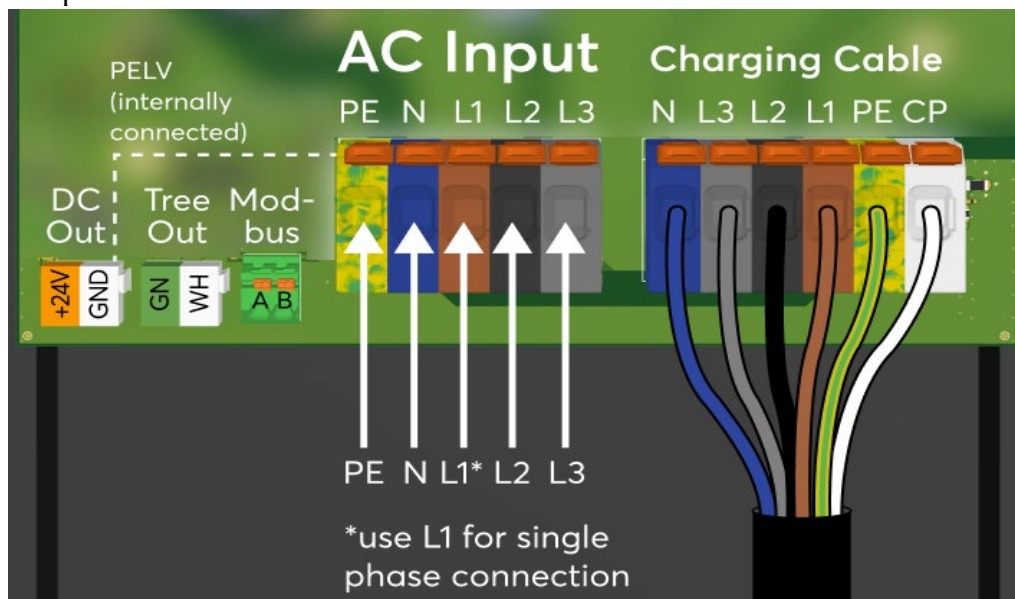 AC Input
Charging Cable
PELV
(internally
connected)
PE N L1 L2 L3
N L3 L2 L1 PE CP
DC
Out
Tree
Out
Mod-
bus
+24V
GND
GN
WH
A B
PE N L1* L2 L3
*use L1 for single
phase connection